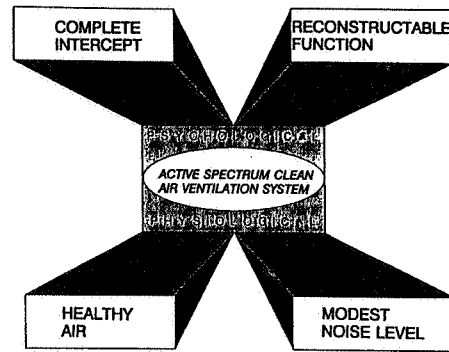 COMPLETE
INTERCEPT
RECONSTRUCTABLE
FUNCTION
PSYCHOLOGICAL
ACTIVE SPECTRUM CLEAN
AIR VENTILATION SYSTEM
PHYSIOLOGICAL
HEALTHY
AIR
MODEST
NOISE LEVEL